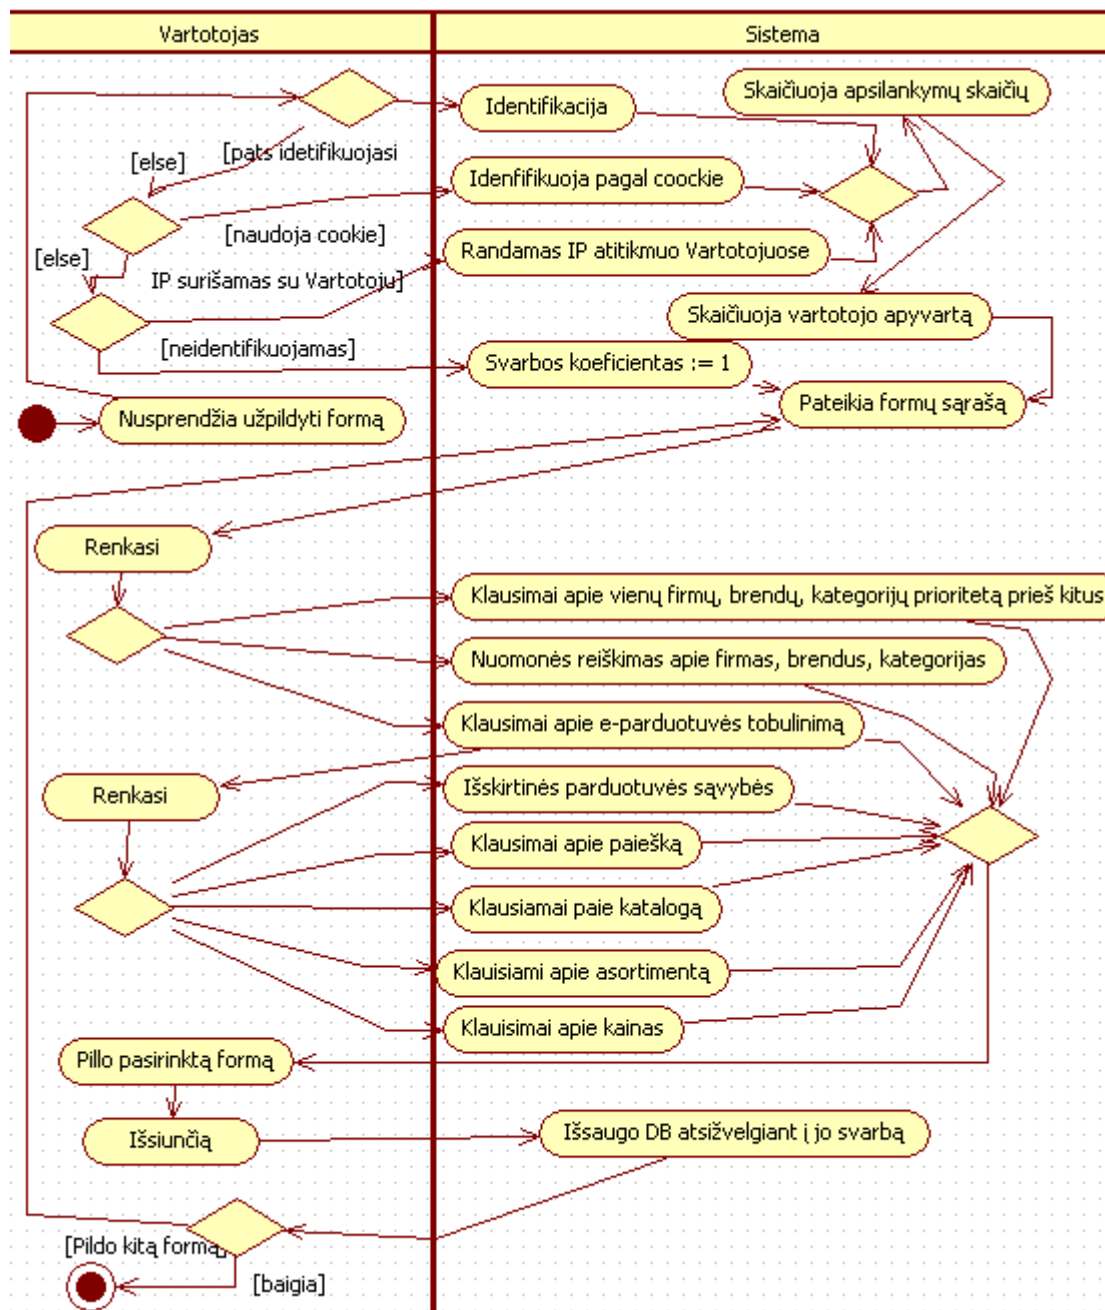 Vartotojas
Sistema
Skaičiuoja apsilankymų skaičių
Identifikacija
[else]
[pats idetifikuojasi
Idenfifikuoja pagal coockie
[naudoja cookie]
[else]
Randamas IP atitikmuo Vartotojuose
IP surišamas su Vartotoju]
Skaičiuoja vartotojo apyvartą
[neidentifikuojamas]
Svarbos koeficientas := 1
Nusprendžia užpildyti formą
Pateikia formų sąrašą
Renkasi
Klausimai apie vienų firmų, brendų, kategorijų prioritetą prieš kitus
Nuomonės reiškimas apie firmas, brendus, kategorijas
Klausimai apie e-parduotuvės tobulinimą
Renkasi
Išskirtinės parduotuvės sąvybės
Klausimai apie paiešką
Klausiamai paie katalogą
Klauisiami apie asortimentą
Klauisimai apie kainas
Pillo pasirinktą formą
Išsiunčią
Išsaugo DB atsižvelgiant į jo svarbą
[Pildo kitą formą]
[baigia]